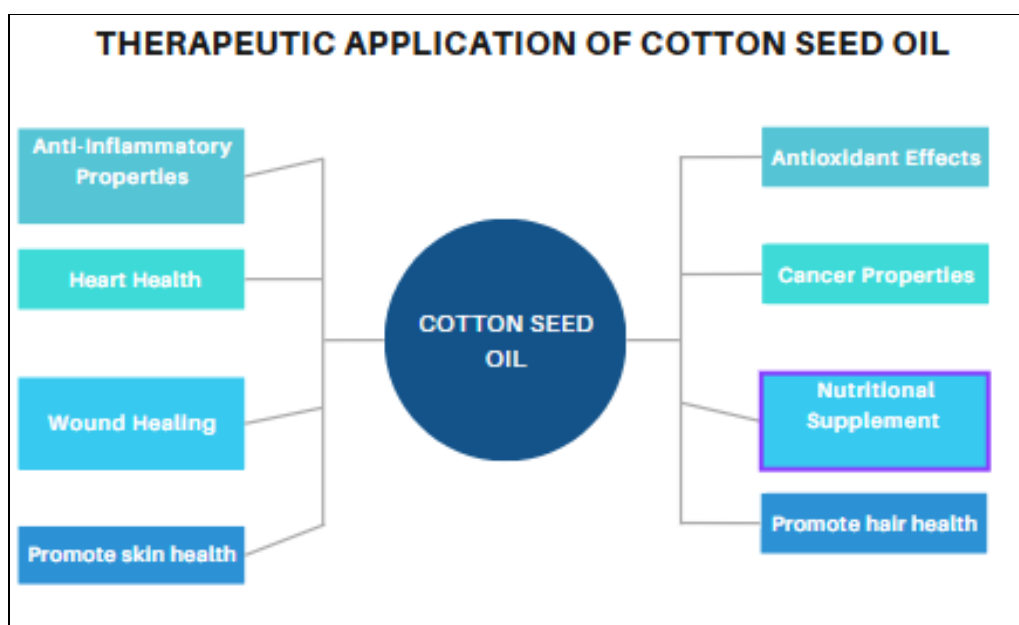 THERAPEUTIC APPLICATION OF COTTON SEED OIL
Anti-Inflammatory
Properties
Heart Health
Wound Healing
Promote skin health
COTTON SEED
OIL
Antioxidant Effects
Cancer Properties
Nutritional
Supplement
Promote hair health